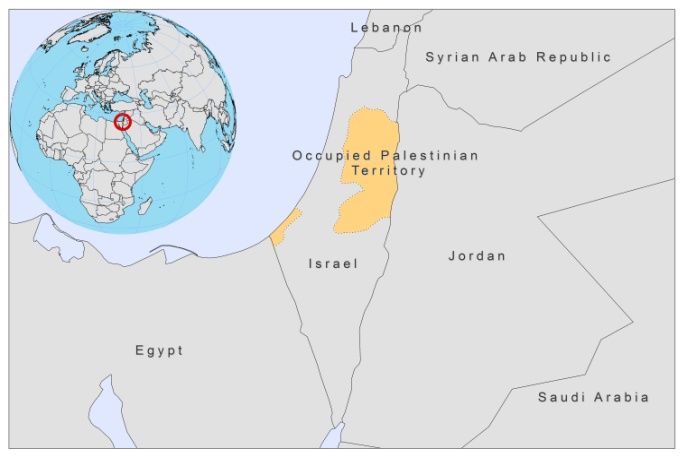 Lebanon
Syrian Arab Republic
Occupied Palestinian
Territory
Israel
Jordan
Egypt
Saudi Arabia